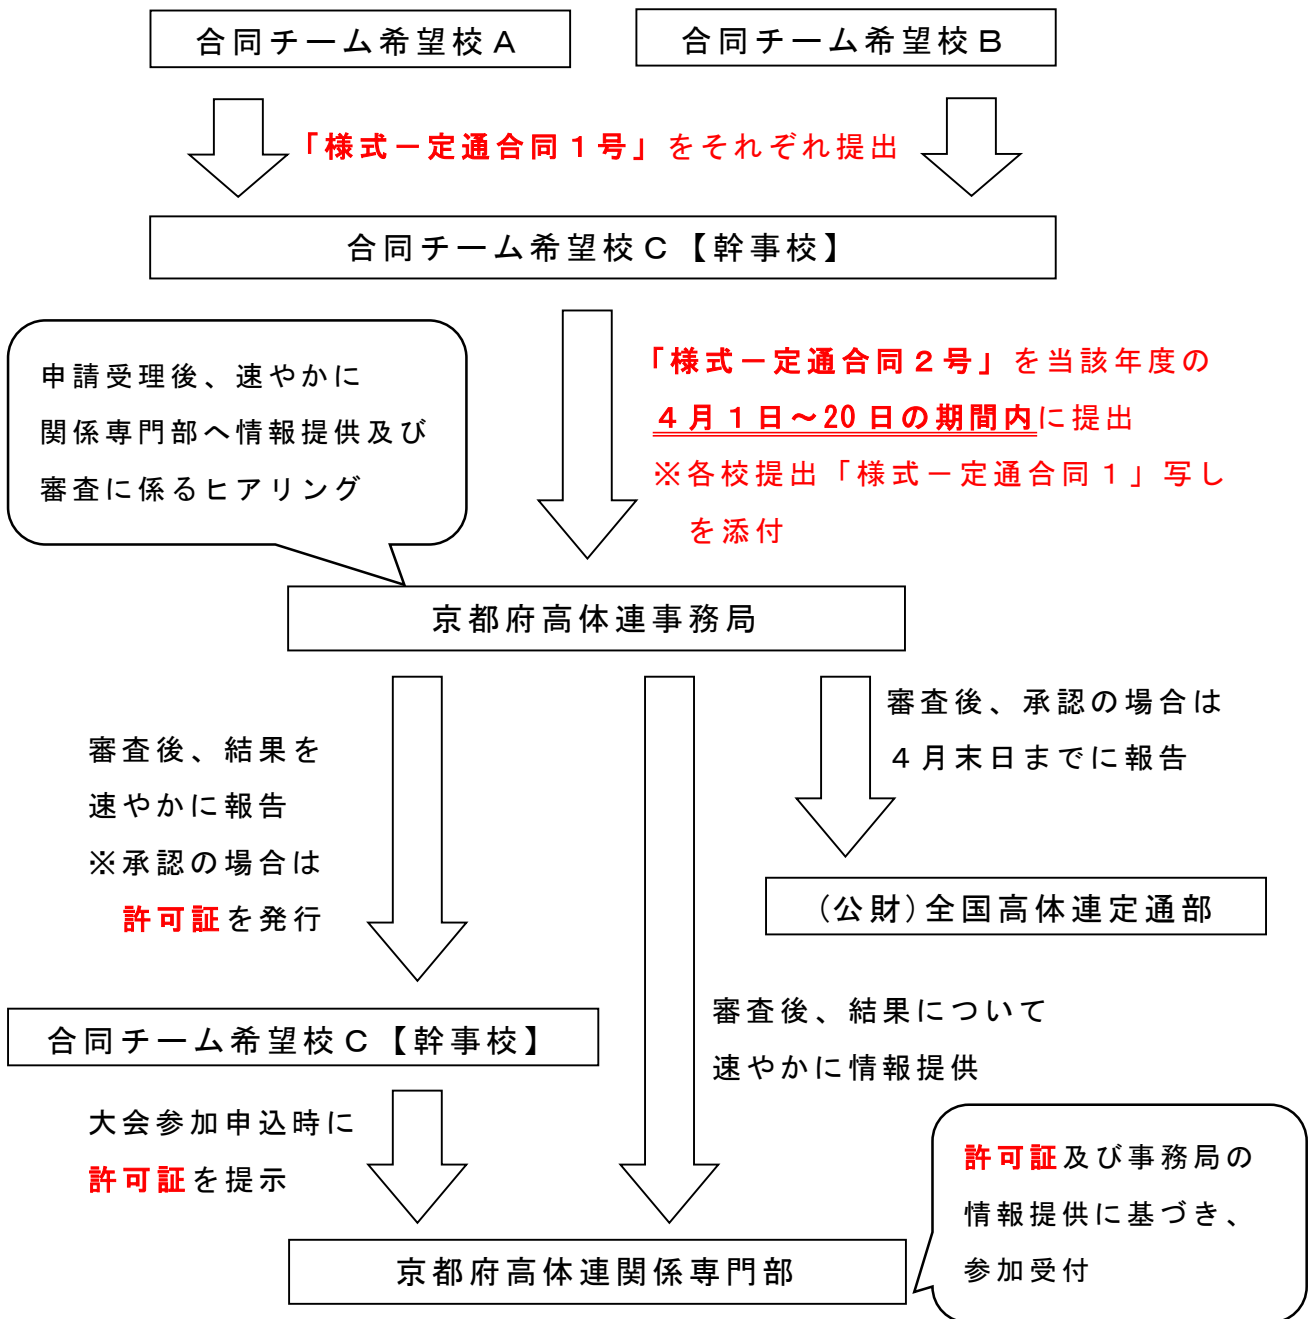 合同チーム希望校A
合同チーム希望校B
「様式－定通合同１号」をそれぞれ提出
合同チーム希望校C【幹事校】
申請受理後、速やかに
関係専門部へ情報提供及び
審査に係るヒアリング
「様式－定通合同２号」を当該年度の
４月１日～20日の期間内に提出
※各校提出「様式－定通合同１」写し
を添付
京都府高体連事務局
審査後、承認の場合は
４月末日までに報告
審査後、結果を
速やかに報告
※承認の場合は
許可証を発行
(公財)全国高体連定通部
審査後、結果について
速やかに情報提供
合同チーム希望校C【幹事校】
大会参加申込時に
許可証を提示
許可証及び事務局の
情報提供に基づき、
参加受付
京都府高体連関係専門部